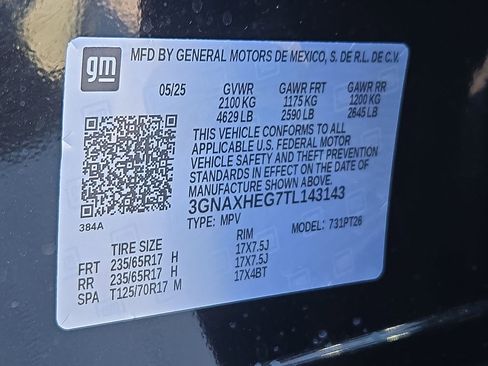 gm
MFD BY GENERAL MOTORS DE MEXICO, S. DE R.L. DE C.V.
05/25 GVWR GAWR FRT GAWR RR
2100 KG 1175 KG 1200 KG
4629 LB 2590 LB 2645 LB
THIS VEHICLE CONFORMS TO ALL
APPLICABLE U.S. FEDERAL MOTOR
VEHICLE SAFETY AND THEFT PREVENTION
STANDARDS IN EFFECT ON THE DATE OF
MANUFACTURE SHOWN ABOVE.
3GNAXHEG7TL143143
384A TYPE: MPV MODEL: 731PT26
TIRE SIZE RIM
FRT 235/65R17 H 17X7.5J
RR 235/65R17 H 17X7.5J
SPA T125/70R17 M 17X4BT